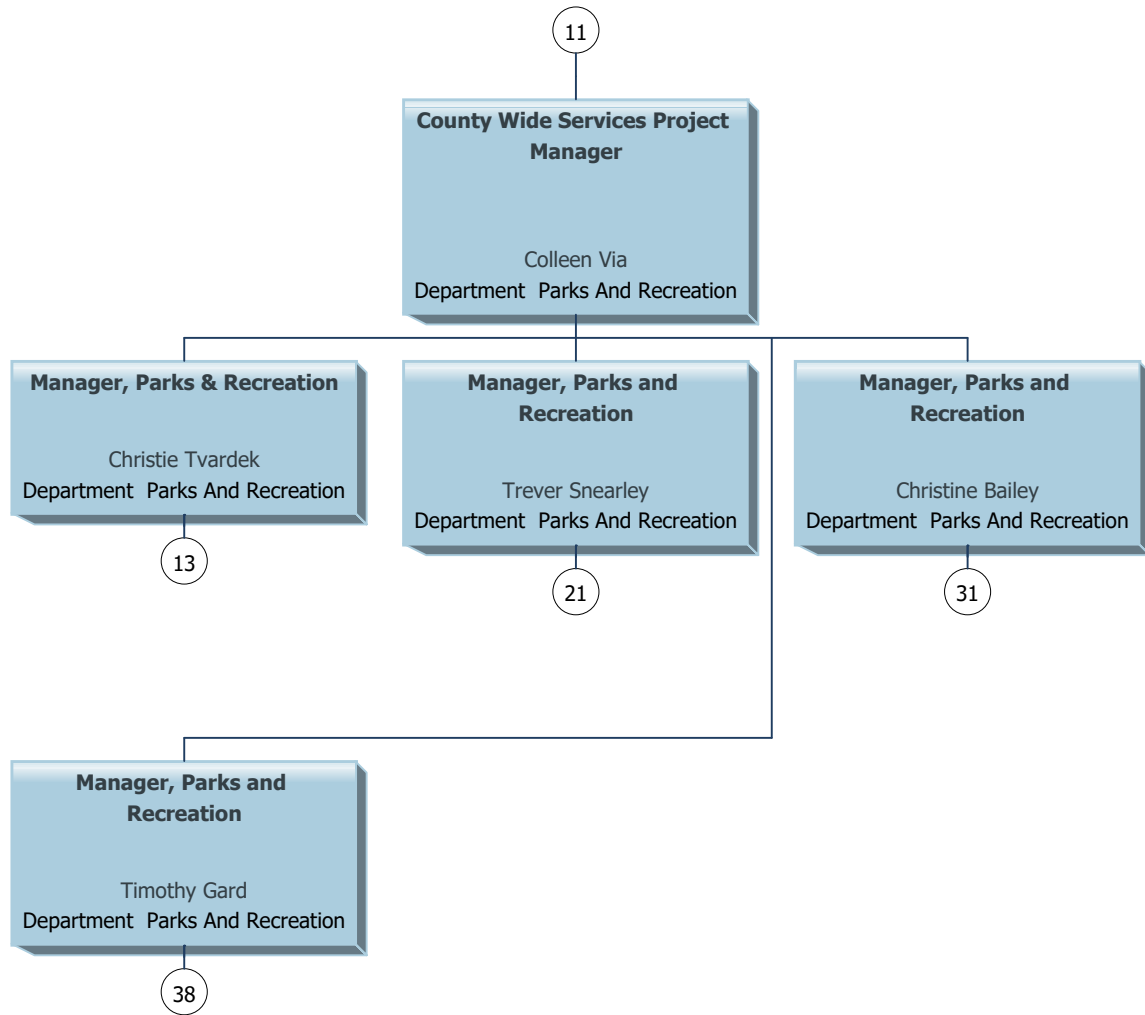 11
County Wide Services Project
Manager
Colleen Via
Department  Parks And Recreation
Manager, Parks & Recreation
Christie Tvardek
Department  Parks And Recreation
13
Manager, Parks and
Recreation
Trever Snearley
Department  Parks And Recreation
21
Manager, Parks and
Recreation
Christine Bailey
Department  Parks And Recreation
31
Manager, Parks and
Recreation
Timothy Gard
Department  Parks And Recreation
38